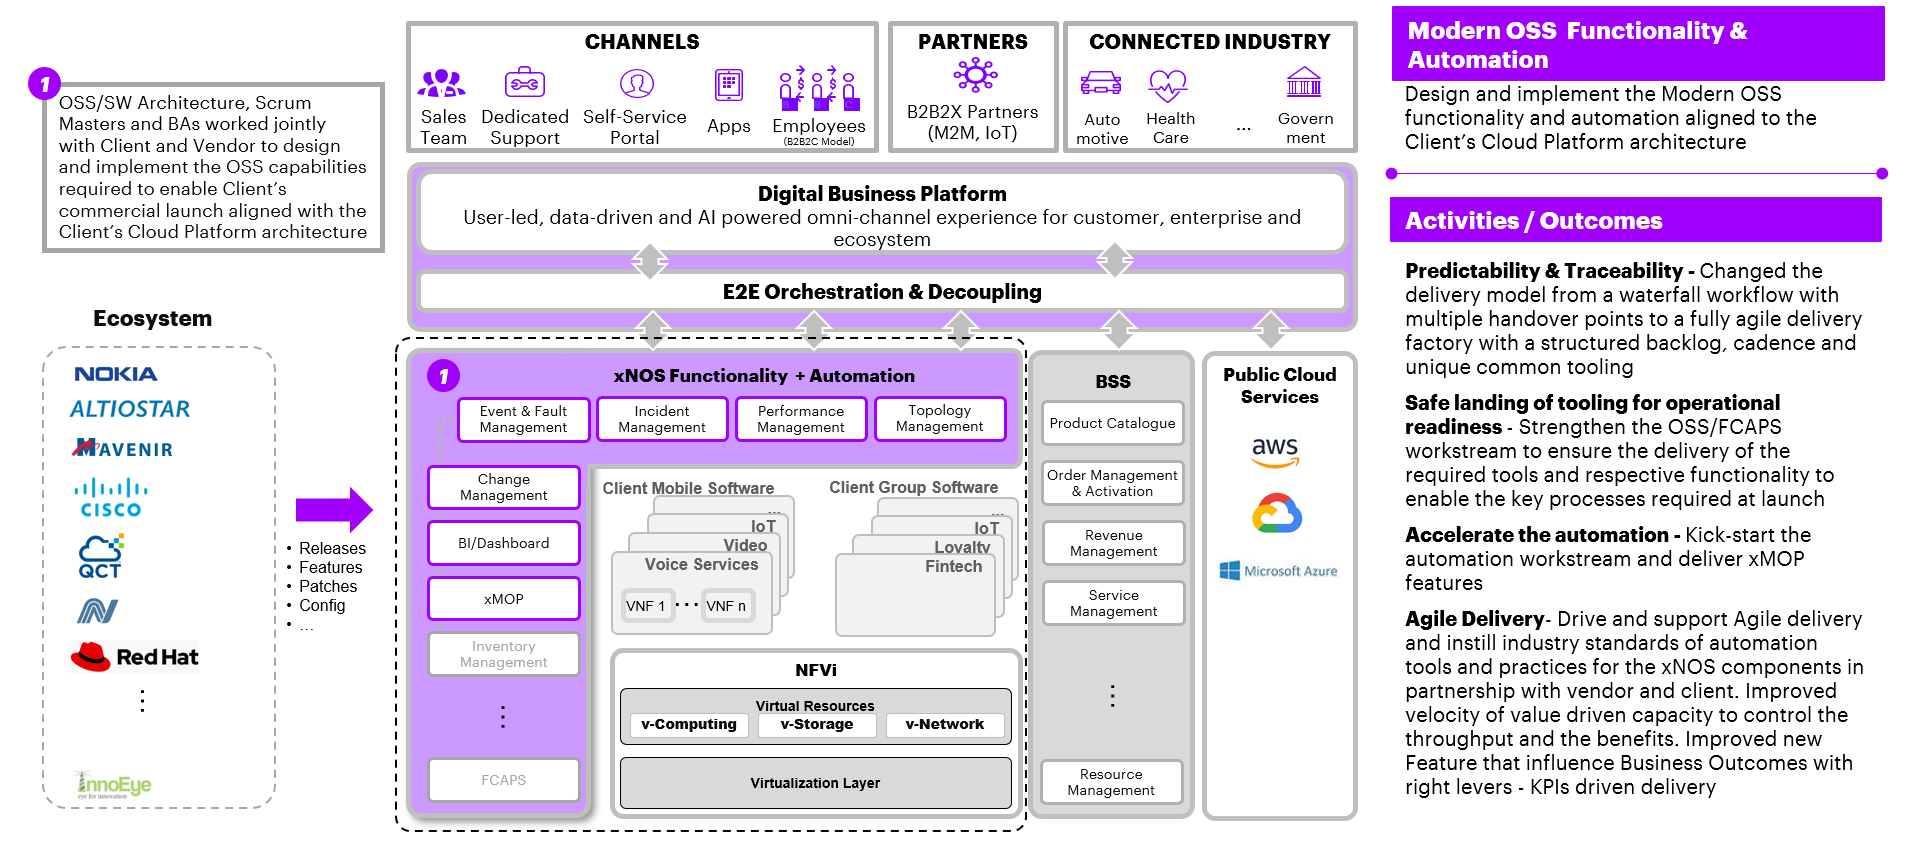 1
OSS/SW Architecture, Scrum
Masters and BAs worked jointly
with Client and Vendor to design
and implement the OSS capabilities
required to enable Client’s
commercial launch aligned with the
Client’s Cloud Platform architecture
Ecosystem
NOKIA
ALTIOSTAR
MAVENIR
CISCO
QCT
Red Hat
⋮
InnoEye
eye for innovation
• Releases
• Features
• Patches
• Config
• ...
CHANNELS
Sales
Team
Dedicated
Support
Self-Service
Portal
Apps
Employees
(B2B2C Model)
PARTNERS
B2B2X Partners
(M2M, IoT)
CONNECTED INDUSTRY
Auto
motive
Health
Care
...
Govern
ment
Digital Business Platform
User-led, data-driven and AI powered omni-channel experience for customer, enterprise and
ecosystem
E2E Orchestration & Decoupling
1
xNOS Functionality + Automation
Event & Fault
Management
Incident
Management
Performance
Management
Topology
Management
Change
Management
BI/Dashboard
xMOP
Inventory
Management
⋮
FCAPS
Client Mobile Software
...
IoT
Video
Voice Services
VNF 1
...
VNF n
Client Group Software
...
IoT
Loyalty
Fintech
NFVi
Virtual Resources
v-Computing
v-Storage
v-Network
Virtualization Layer
BSS
Product Catalogue
Order Management
& Activation
Revenue
Management
Service
Management
⋮
Resource
Management
Public Cloud
Services
aws
Microsoft Azure
Modern OSS Functionality &
Automation
Design and implement the Modern OSS
functionality and automation aligned to the
Client’s Cloud Platform architecture
Activities / Outcomes
Predictability & Traceability - Changed the
delivery model from a waterfall workflow with
multiple handover points to a fully agile delivery
factory with a structured backlog, cadence and
unique common tooling
Safe landing of tooling for operational
readiness - Strengthen the OSS/FCAPS
workstream to ensure the delivery of the
required tools and respective functionality to
enable the key processes required at launch
Accelerate the automation - Kick-start the
automation workstream and deliver xMOP
features
Agile Delivery- Drive and support Agile delivery
and instill industry standards of automation
tools and practices for the xNOS components in
partnership with vendor and client. Improved
velocity of value driven capacity to control the
throughput and the benefits. Improved new
Feature that influence Business Outcomes with
right levers - KPIs driven delivery